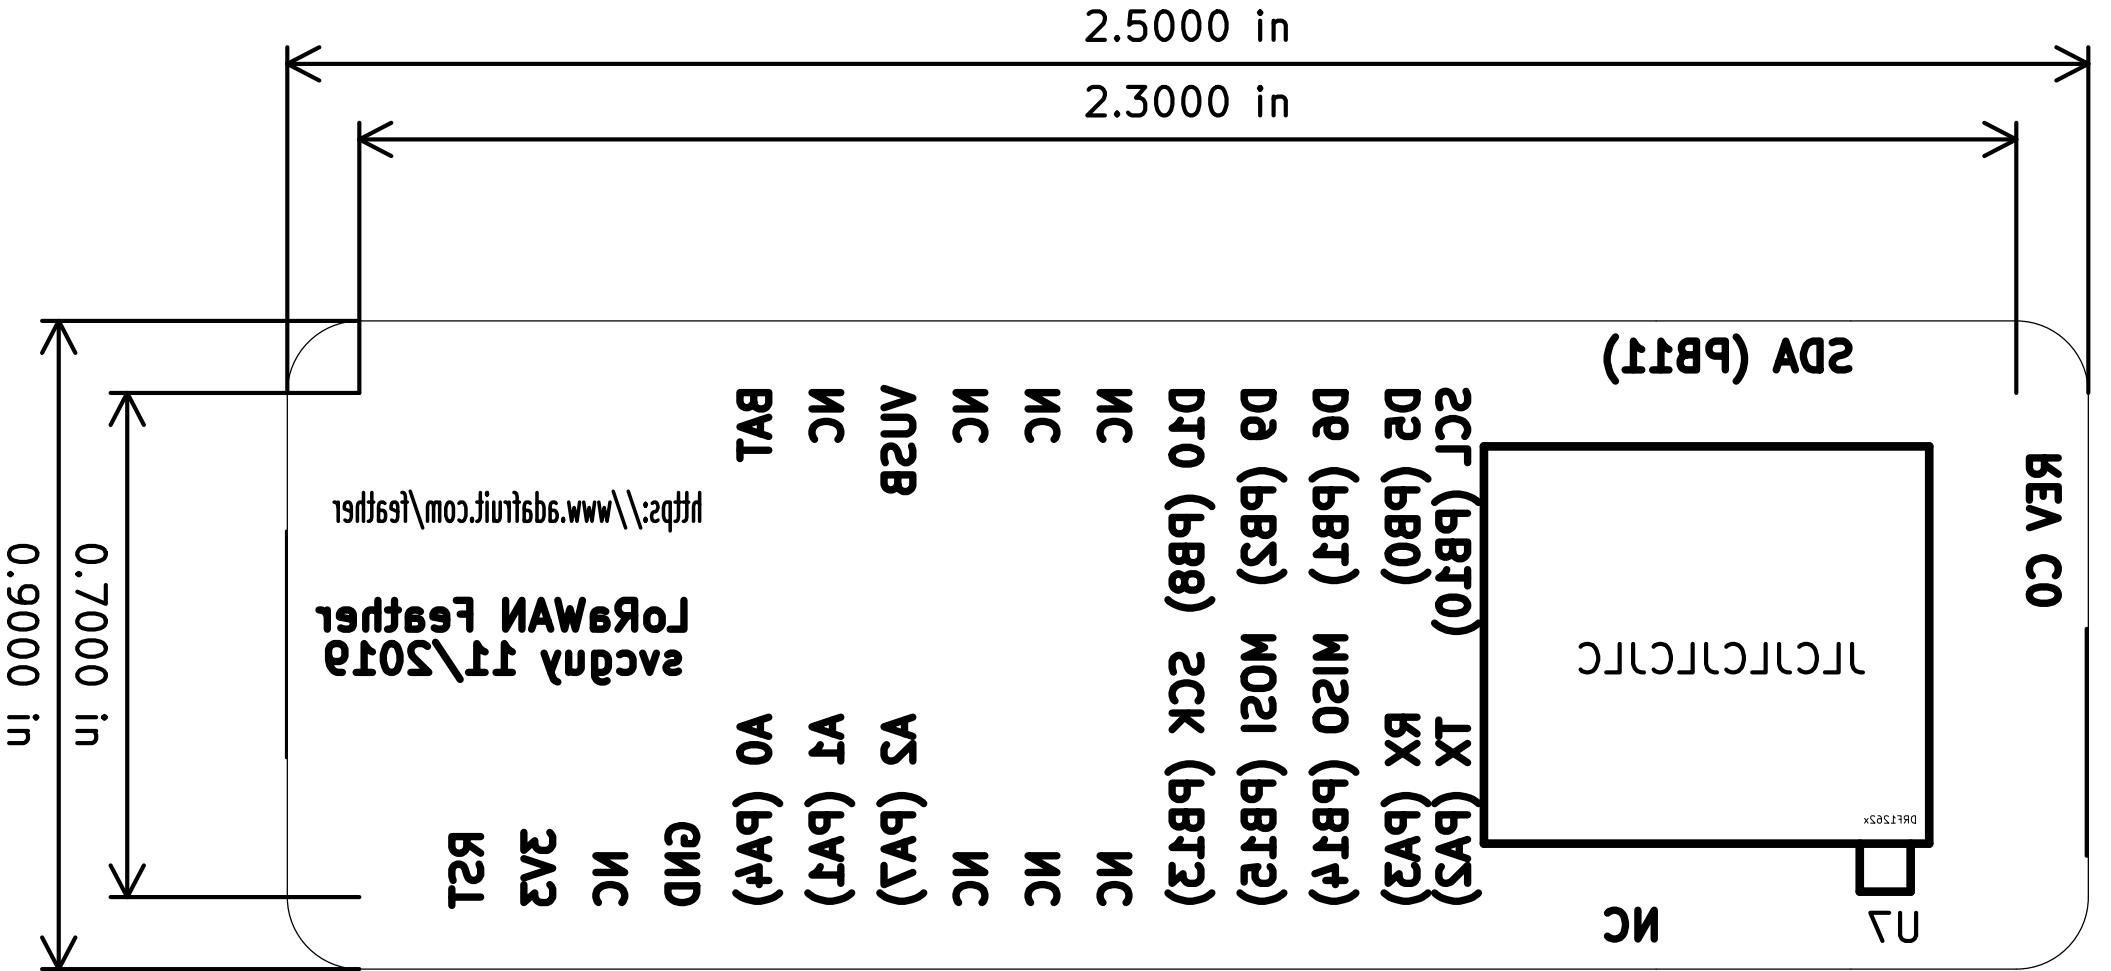 2.5000 in
2.3000 in
0.9000 in
0.7000 in
SDA (PB11)
BAT
NC
VUSB
NC
NC
NC
D10 (PB8)
D9 (PB2)
D6 (PB1)
D5 (PB0)
SCL (PB10)
REV C0
https://www.adafruit.com/feather
LoRaWAN Feather
svcguy 11/2019
JLCJLCJLCJLC
DRF1262x
RST
3V3
NC
GND
A0 (PA4)
A1 (PA1)
A2 (PA7)
NC
NC
NC
SCK (PB13)
MOSI (PB15)
MISO (PB14)
RX (PA3)
TX (PA2)
NC
U7